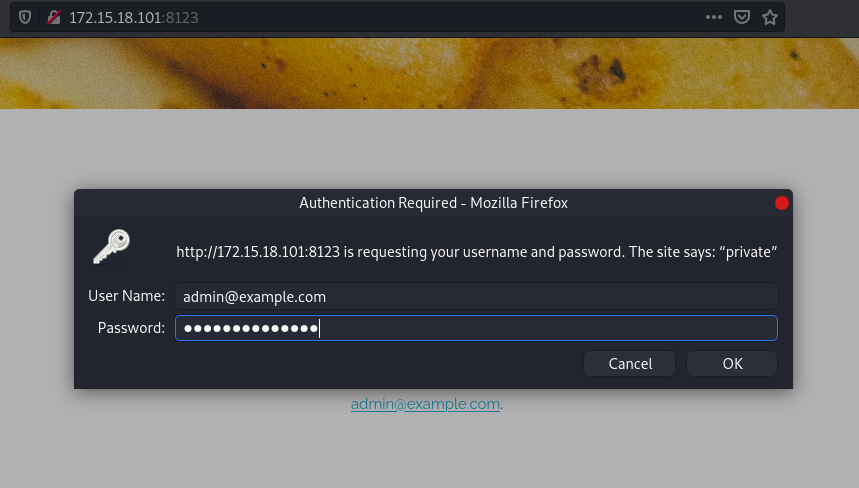 172.15.18.101:8123
Authentication Required - Mozilla Firefox
http://172.15.18.101:8123 is requesting your username and password. The site says: “private”
User Name: admin@example.com
Password: ●●●●●●●●●●●●●●
Cancel OK
admin@example.com.